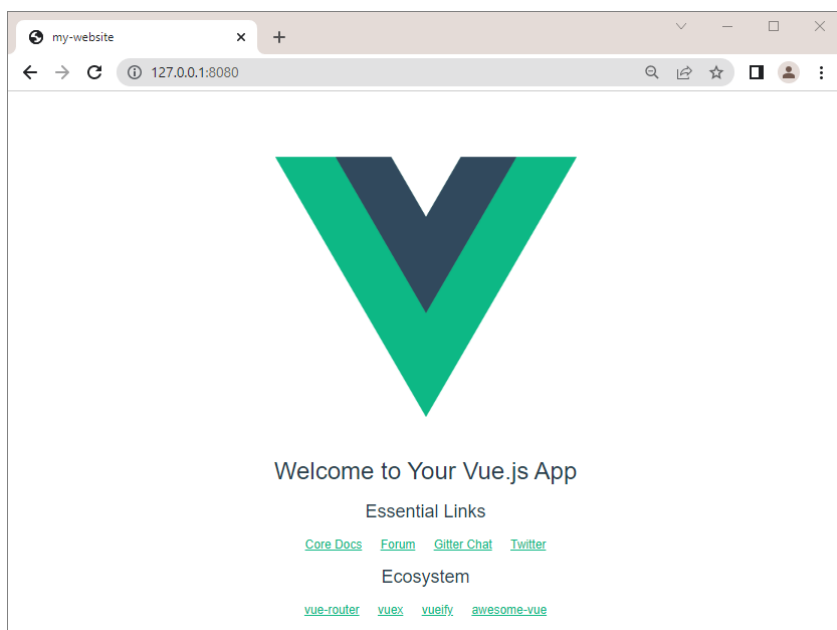 my-website
127.0.0.1:8080
Welcome to Your Vue.js App
Essential Links
Core Docs Forum Gitter Chat Twitter
Ecosystem
vue-router vuex vueify awesome-vue